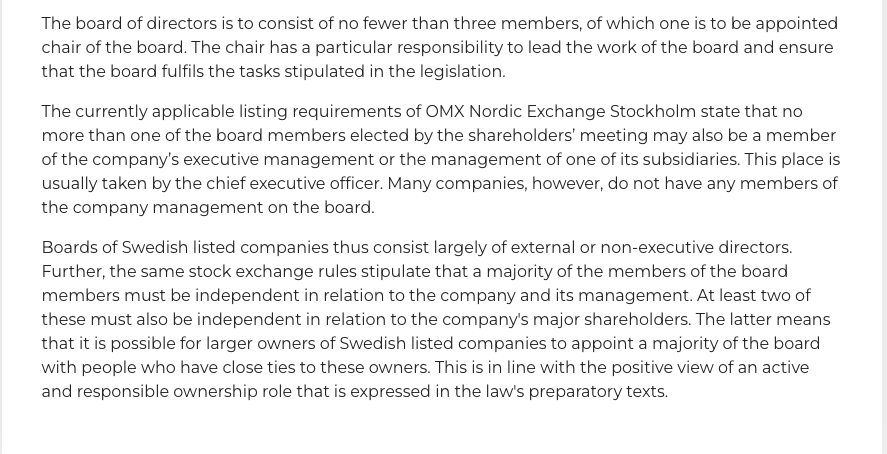 The board of directors is to consist of no fewer than three members, of which one is to be appointed
chair of the board. The chair has a particular responsibility to lead the work of the board and ensure
that the board fulfils the tasks stipulated in the legislation.
The currently applicable listing requirements of OMX Nordic Exchange Stockholm state that no
more than one of the board members elected by the shareholders’ meeting may also be a member
of the company’s executive management or the management of one of its subsidiaries. This place is
usually taken by the chief executive officer. Many companies, however, do not have any members of
the company management on the board.
Boards of Swedish listed companies thus consist largely of external or non-executive directors.
Further, the same stock exchange rules stipulate that a majority of the members of the board
members must be independent in relation to the company and its management. At least two of
these must also be independent in relation to the company's major shareholders. The latter means
that it is possible for larger owners of Swedish listed companies to appoint a majority of the board
with people who have close ties to these owners. This is in line with the positive view of an active
and responsible ownership role that is expressed in the law's preparatory texts.